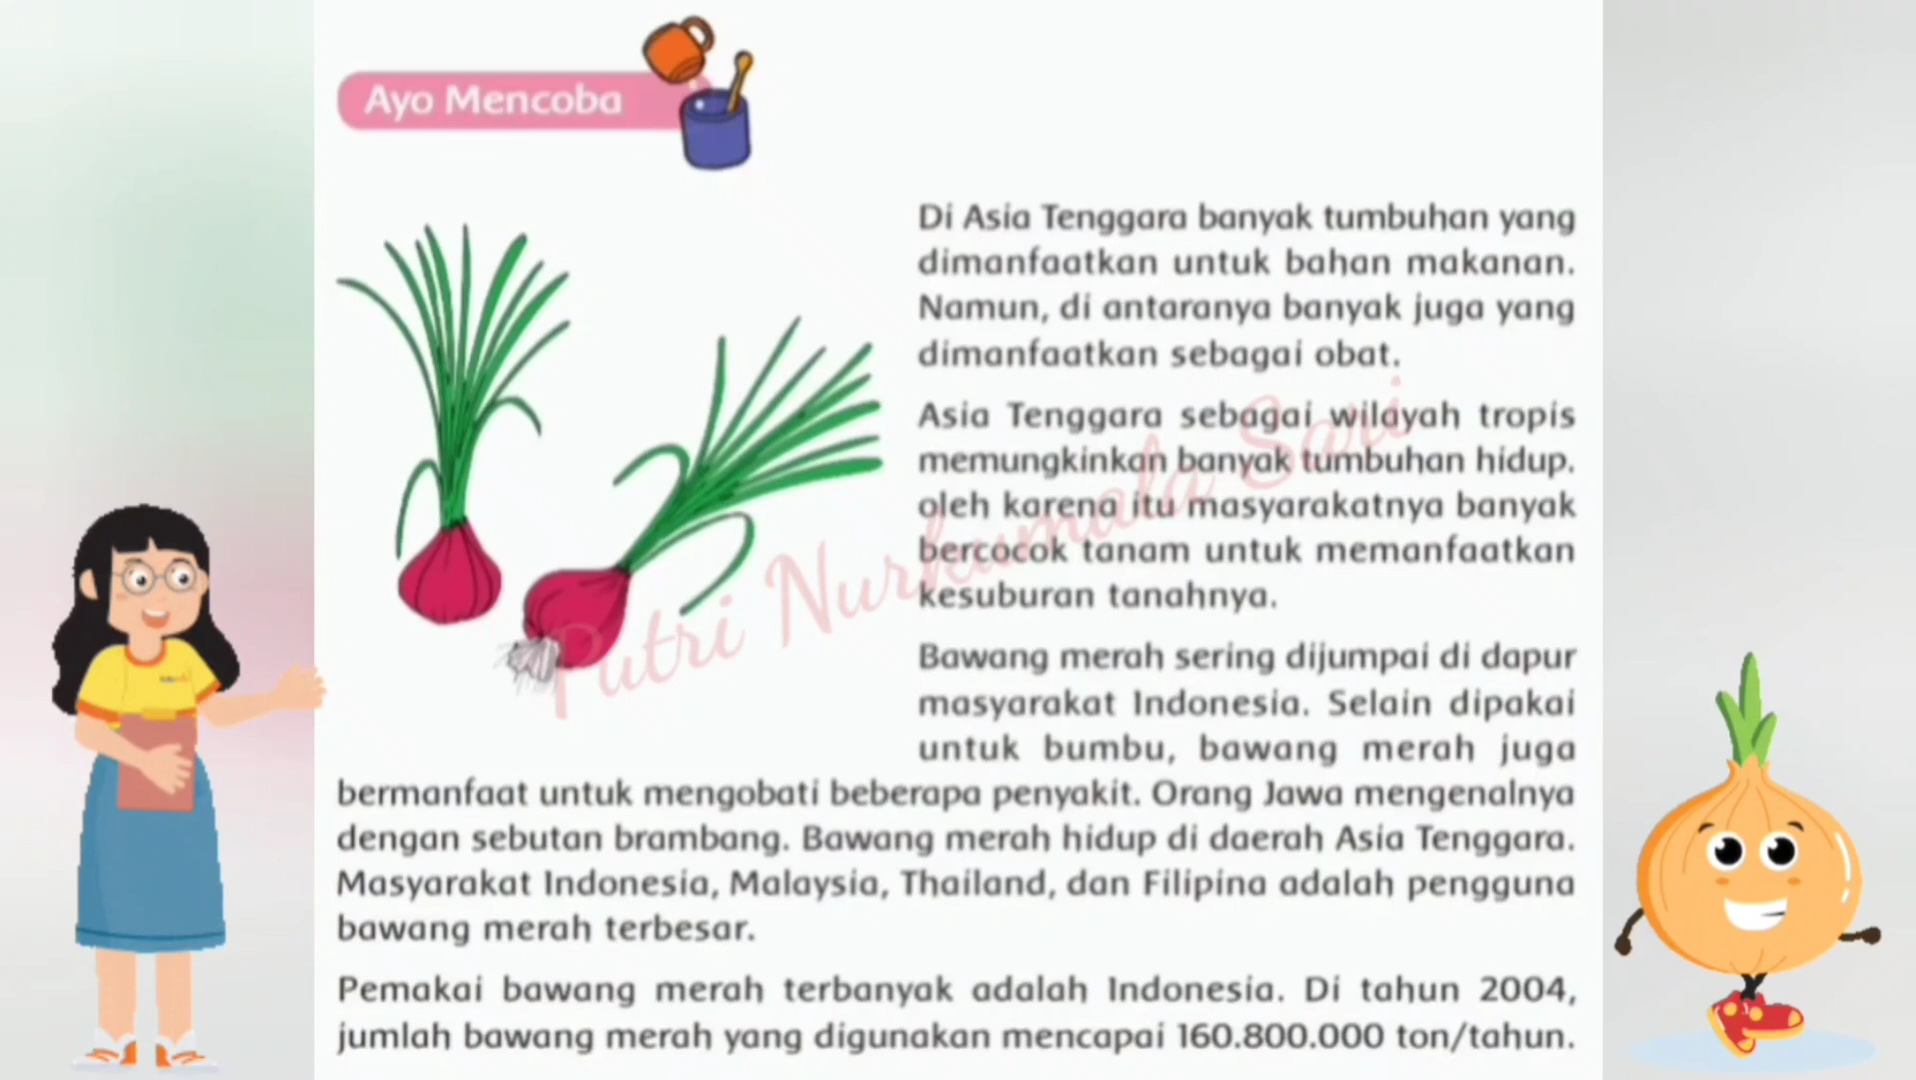 Ayo Mencoba
Di Asia Tenggara banyak tumbuhan yang
dimanfaatkan untuk bahan makanan.
Namun, di antaranya banyak juga yang
dimanfaatkan sebagai obat.
Asia Tenggara sebagai wilayah tropis
memungkinkan banyak tumbuhan hidup.
oleh karena itu masyarakatnya banyak
bercocok tanam untuk memanfaatkan
kesuburan tanahnya.
Bawang merah sering dijumpai di dapur
masyarakat Indonesia. Selain dipakai
untuk bumbu, bawang merah juga
bermanfaat untuk mengobati beberapa penyakit. Orang Jawa mengenalnya
dengan sebutan brambang. Bawang merah hidup di daerah Asia Tenggara.
Masyarakat Indonesia, Malaysia, Thailand, dan Filipina adalah pengguna
bawang merah terbesar.
Pemakai bawang merah terbanyak adalah Indonesia. Di tahun 2004,
jumlah bawang merah yang digunakan mencapai 160.800.000 ton/tahun.
Putri Nurkumala Sari